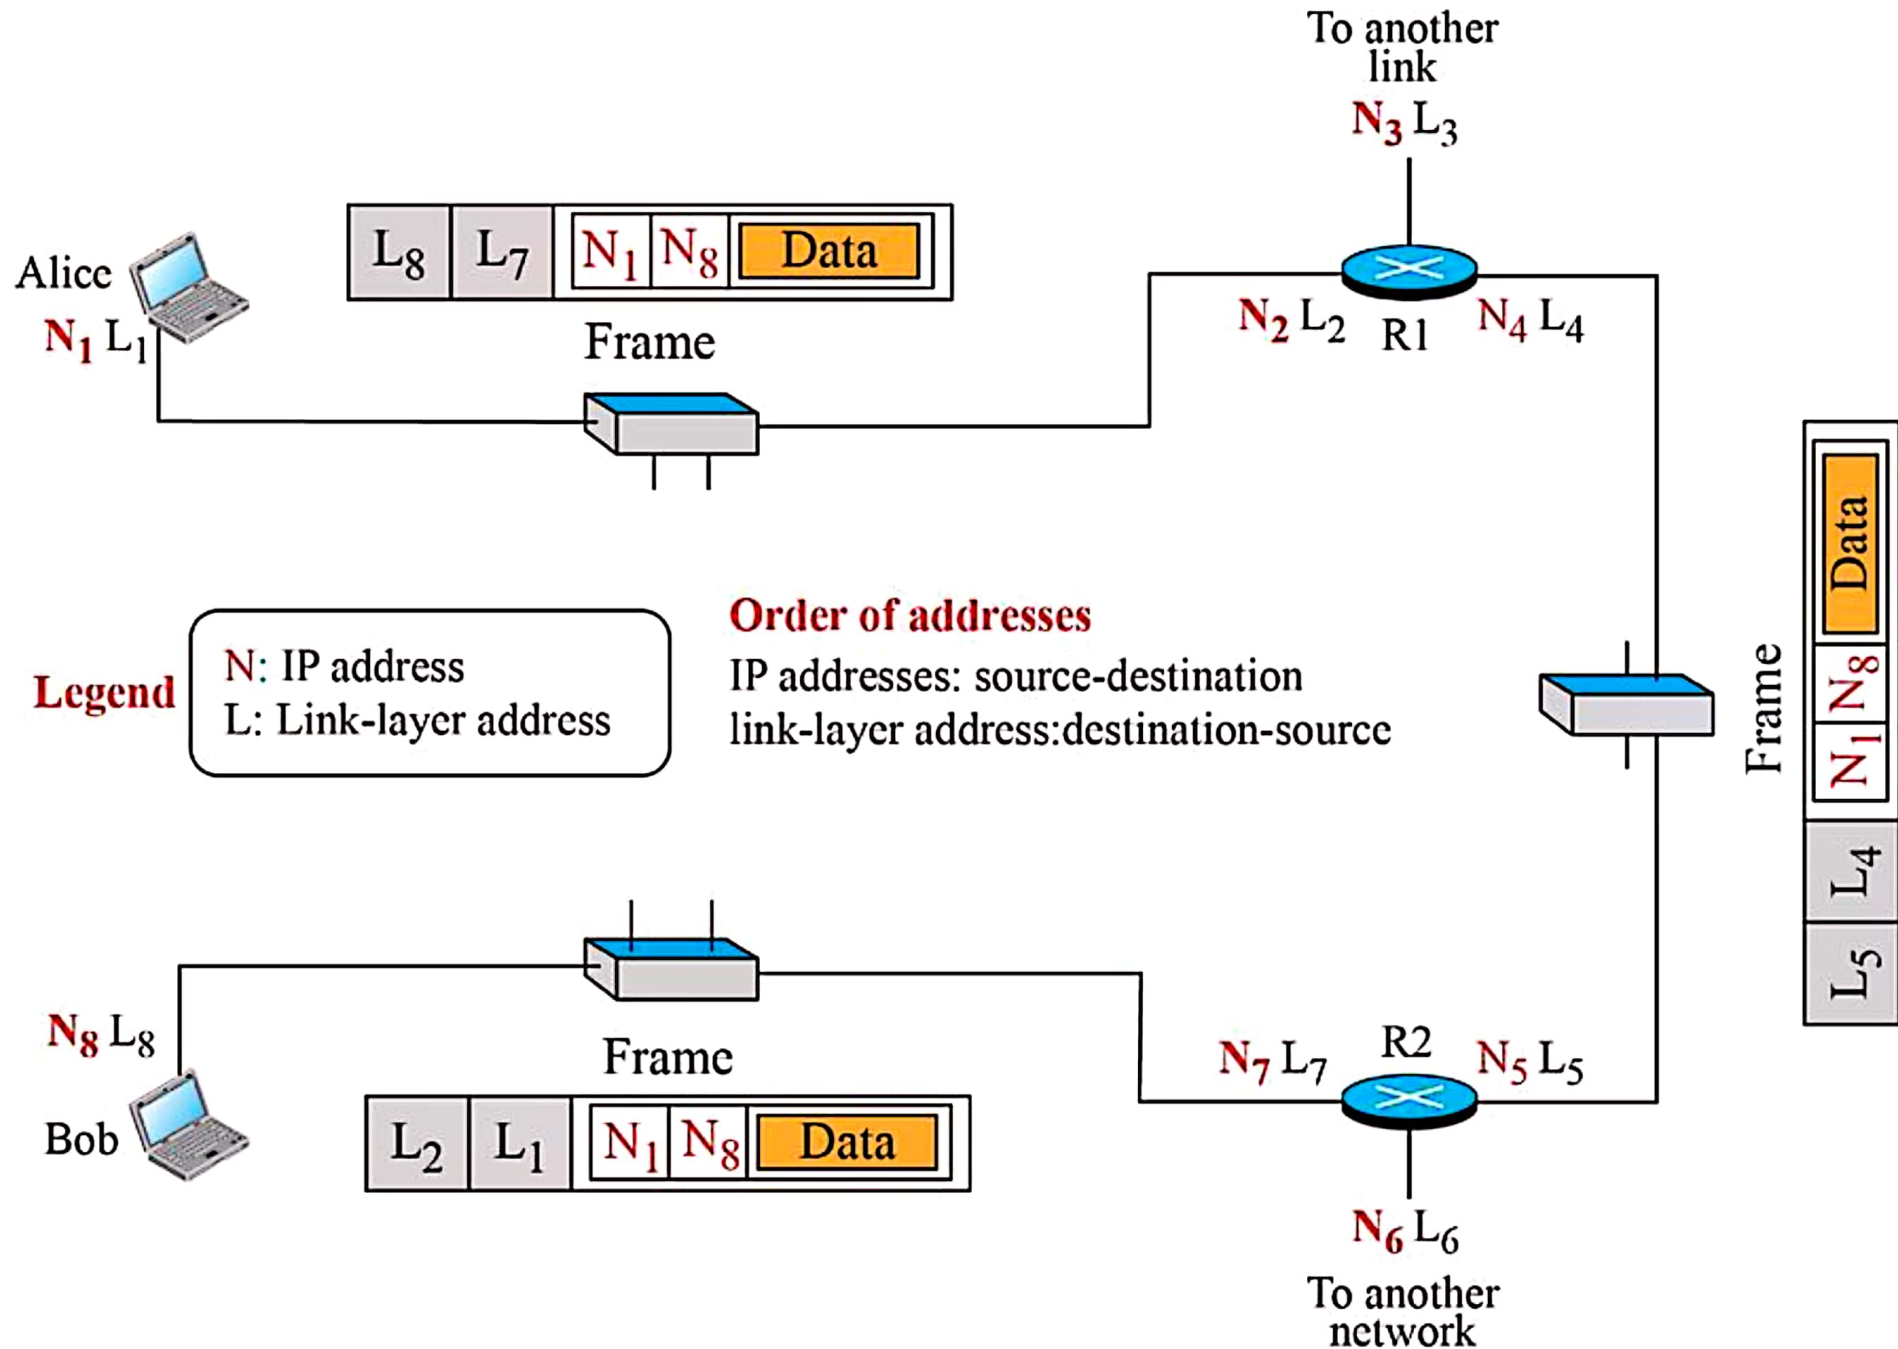 To another
link
N3 L3
Alice
N1 L1
L8 L7 N1 N8 Data
Frame
N2 L2
R1
N4 L4
Legend
N: IP address
L: Link-layer address
Order of addresses
IP addresses: source-destination
link-layer address:destination-source
Frame
L5 L4 N1 N8 Data
N8 L8
Bob
Frame
L2 L1 N1 N8 Data
N7 L7
R2
N5 L5
N6 L6
To another
network